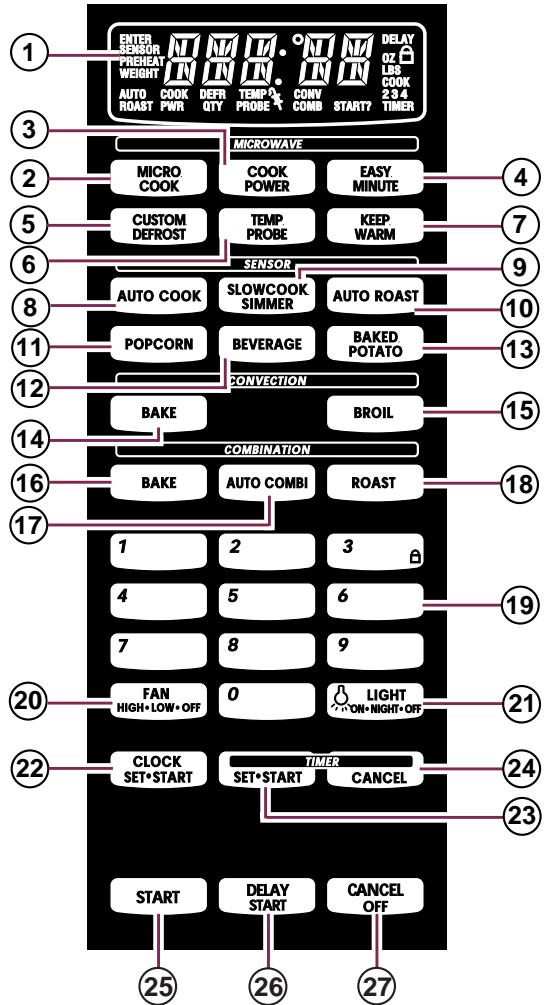 ENTER
SENSOR
PREHEAT
WEIGHT
DELAY
OZ
LBS
COOK
2 3 4
TIMER
AUTO ROAST
COOK PWR
DEFR QTY
TEMP PROBE
CONV COMB
START?
1
MICROWAVE
3
2
MICRO COOK
COOK POWER
EASY MINUTE
4
5
CUSTOM DEFROST
TEMP PROBE
KEEP WARM
7
6
SENSOR
9
8
AUTO COOK
SLOWCOOK SIMMER
AUTO ROAST
10
11
POPCORN
BEVERAGE
BAKED POTATO
13
12
CONVECTION
14
BAKE
BROIL
15
COMBINATION
16
BAKE
AUTO COMBI
ROAST
18
17
1
2
3
4
5
6
19
7
8
9
20
FAN
HIGH•LOW•OFF
0
LIGHT
ON•NIGHT•OFF
21
22
CLOCK
SET•START
TIMER
SET•START
CANCEL
24
23
START
DELAY START
CANCEL OFF
25
26
27